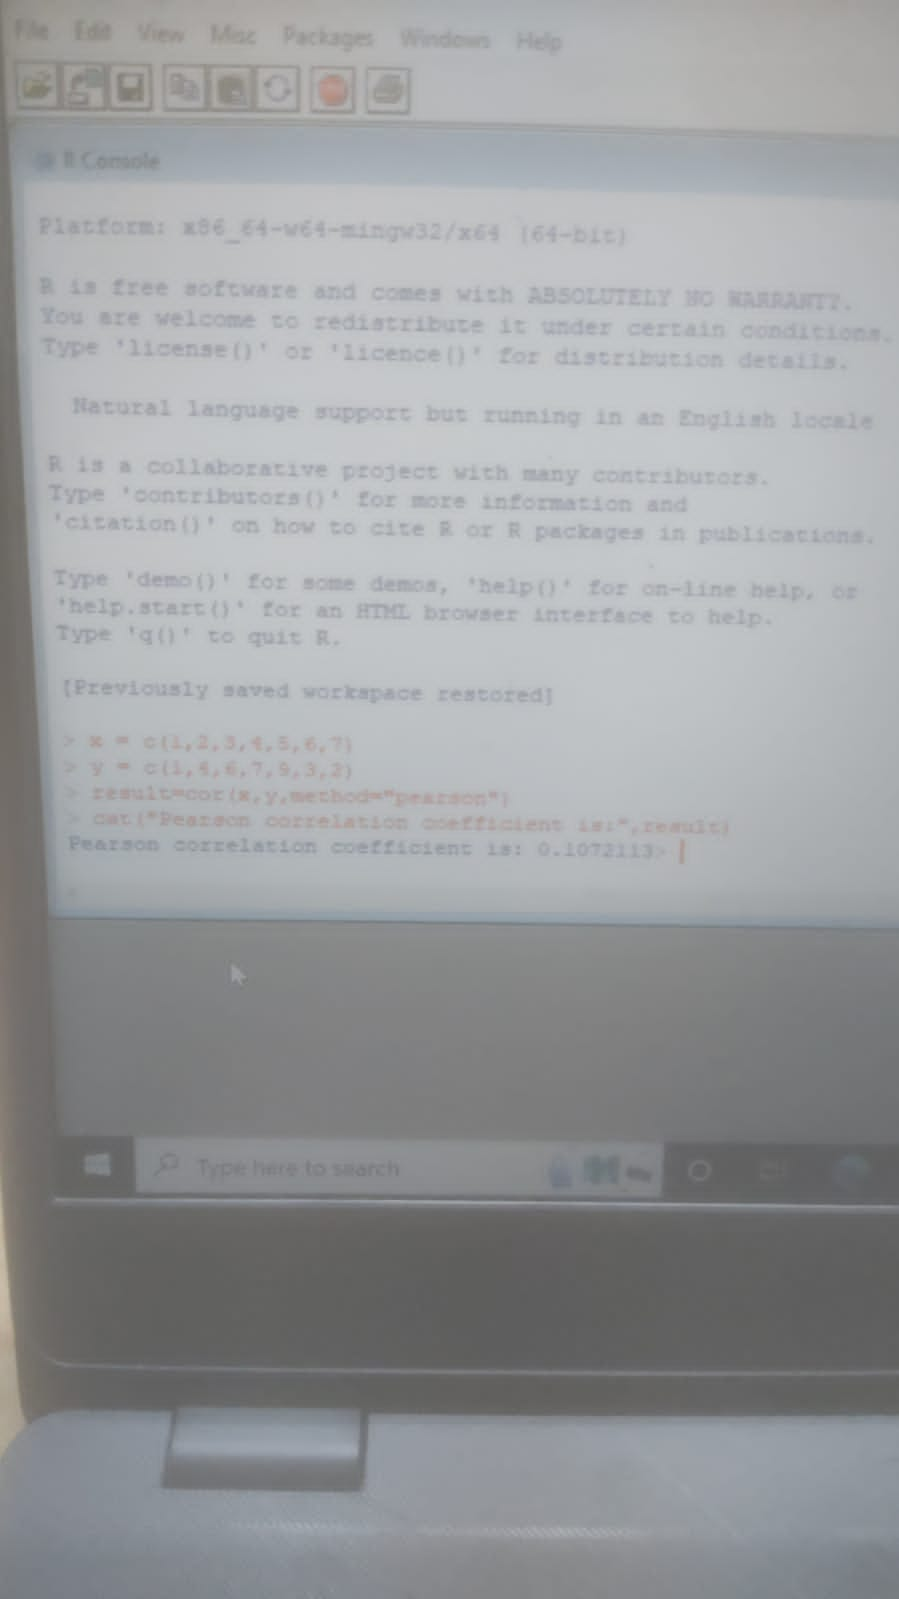 File Edit View Misc Packages Windows Help
R Console
Platform: x86_64-w64-mingw32/x64 (64-bit)
R is free software and comes with ABSOLUTELY NO WARRANTY.
You are welcome to redistribute it under certain conditions.
Type 'license()' or 'licence()' for distribution details.
Natural language support but running in an English locale
R is a collaborative project with many contributors.
Type 'contributors()' for more information and
'citation()' on how to cite R or R packages in publications.
Type 'demo()' for some demos, 'help()' for on-line help, or
'help.start()' for an HTML browser interface to help.
Type 'q()' to quit R.
[Previously saved workspace restored]
> x = c(1,2,3,4,5,6,7)
> y = c(1,4,6,7,9,3,2)
> result=cor(x,y,method="pearson")
> cat("Pearson correlation coefficient is:",result)
Pearson correlation coefficient is: 0.1072113>
Type here to search